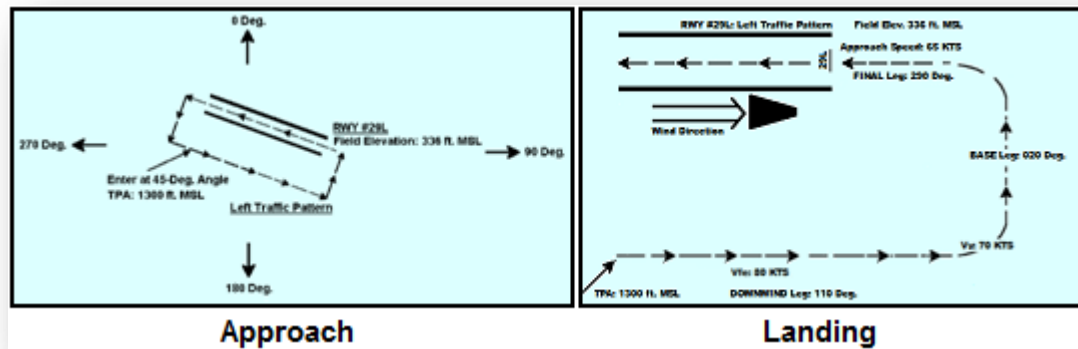 0 Deg.
RWY #29L
Field Elevation: 336 ft. MSL
270 Deg.
90 Deg.
Enter at 45-Deg. Angle
TPA: 1300 ft. MSL
Left Traffic Pattern
180 Deg.
Approach
RWY #29L: Left Traffic Pattern
Field Elev. 336 ft. MSL
Approach Speed: 65 KTS
29L
FINAL Leg: 290 Deg.
Wind Direction
BASE Leg: 020 Deg.
70 KTS
80 KTS
TPA: 1300 ft. MSL
DOWNWIND Leg: 110 Deg.
Landing